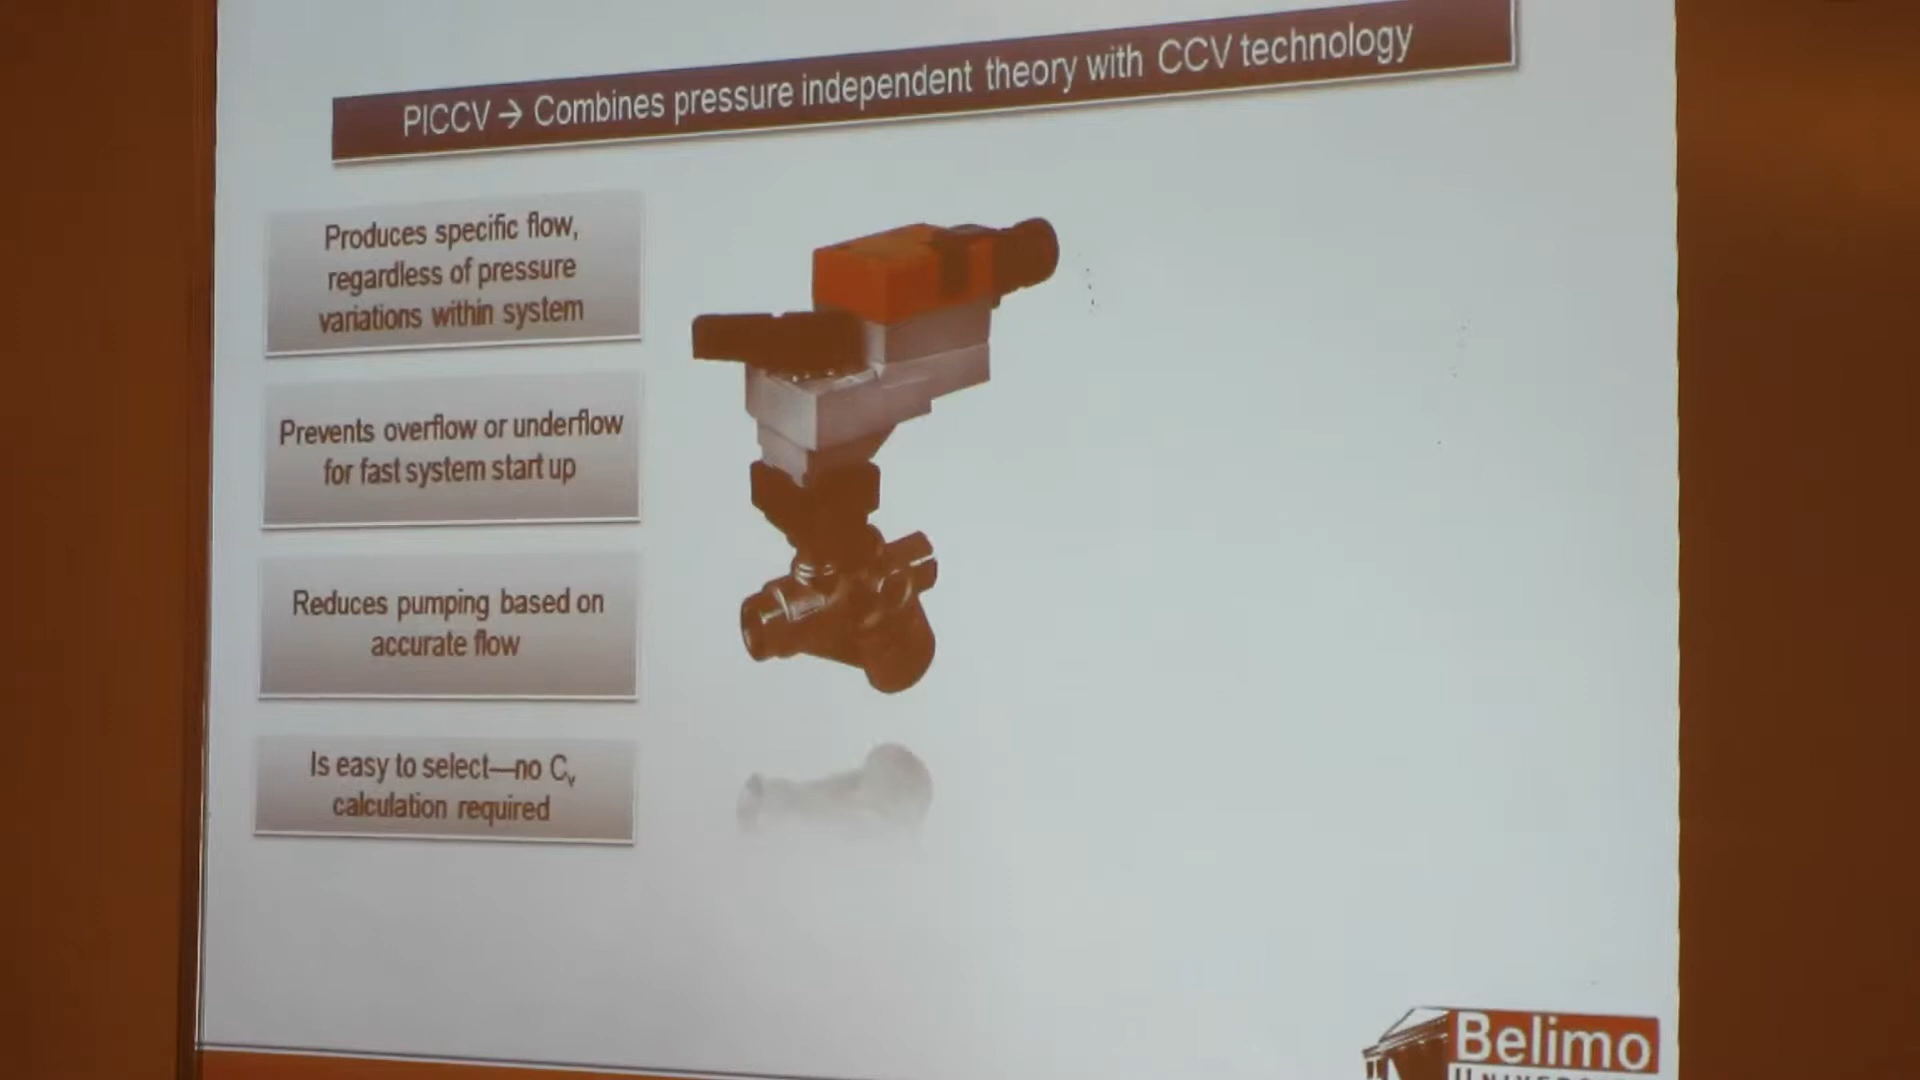 PICCV → Combines pressure independent theory with CCV technology
Produces specific flow,
regardless of pressure
variations within system
Prevents overflow or underflow
for fast system start up
Reduces pumping based on
accurate flow
Is easy to select—no Cv
calculation required
Belimo